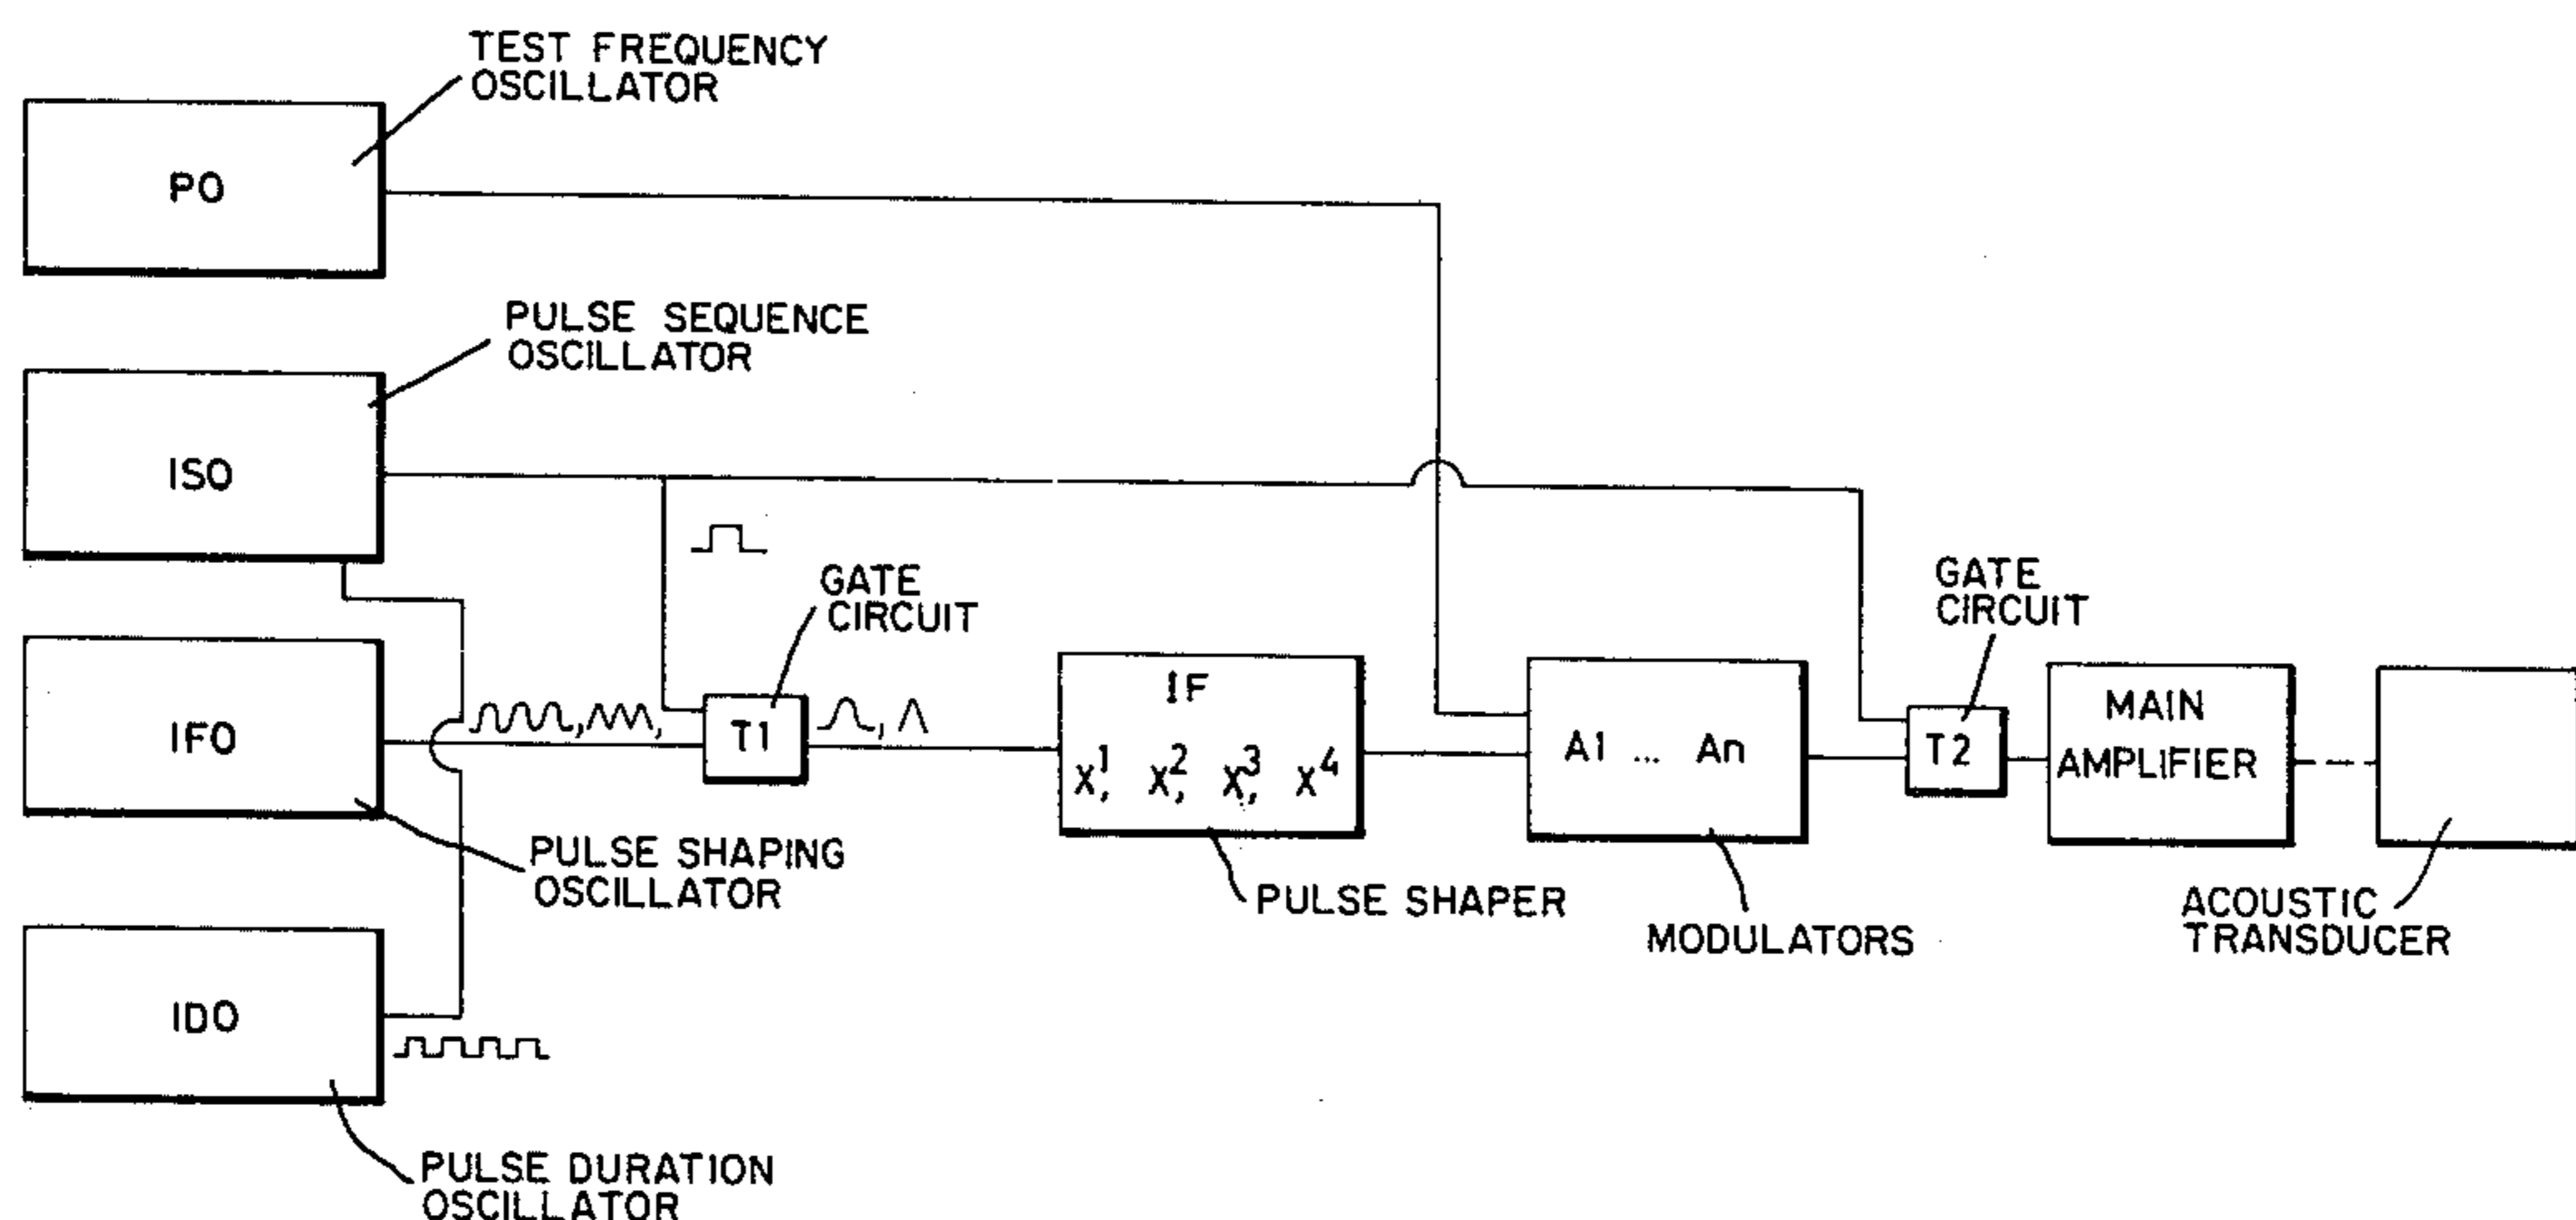 TEST FREQUENCY
OSCILLATOR
PO
PULSE SEQUENCE
OSCILLATOR
ISO
GATE
CIRCUIT
GATE
CIRCUIT
IFO
T1
IF
X¹, X², X³, X⁴
A1 ... An
T2
MAIN
AMPLIFIER
PULSE SHAPING
OSCILLATOR
PULSE SHAPER
MODULATORS
ACOUSTIC
TRANSDUCER
IDO
PULSE DURATION
OSCILLATOR